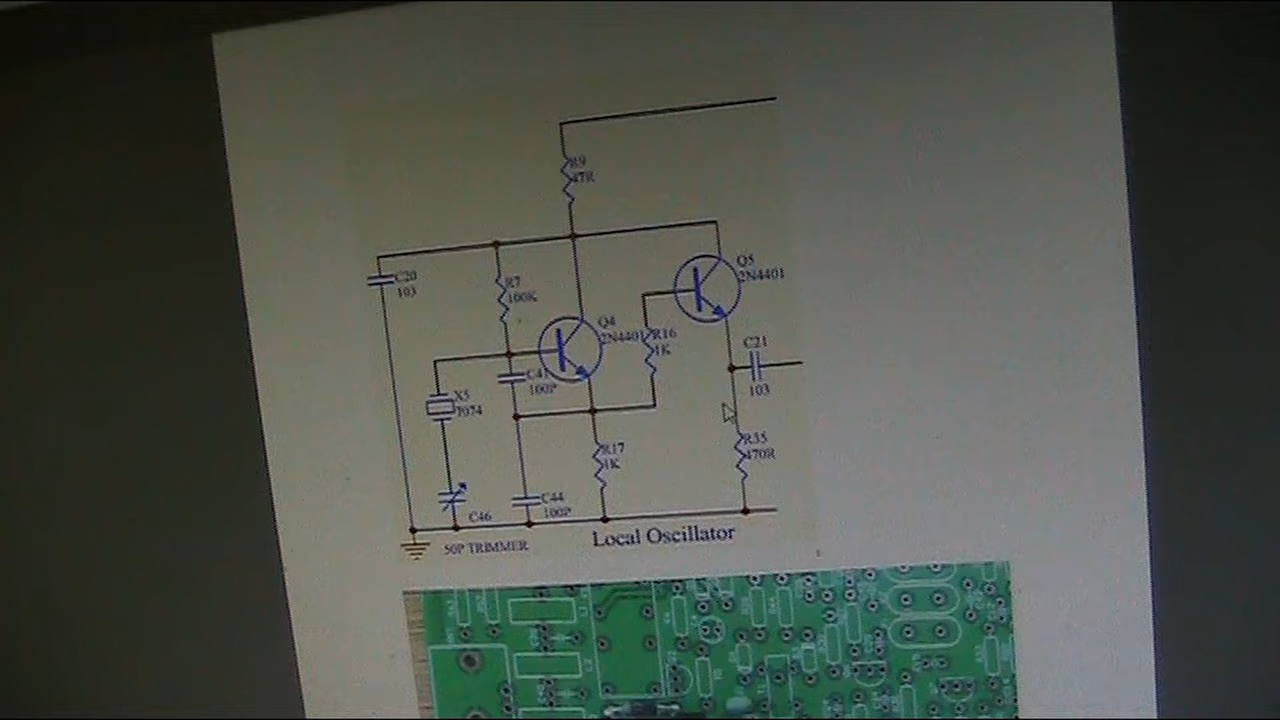 R9
47R
C20
103
R7
100K
Q4
2N4401
R16
1K
Q5
2N4401
C21
103
C41
100P
X5
7074
R17
1K
R35
470R
C46
50P TRIMMER
C44
100P
Local Oscillator